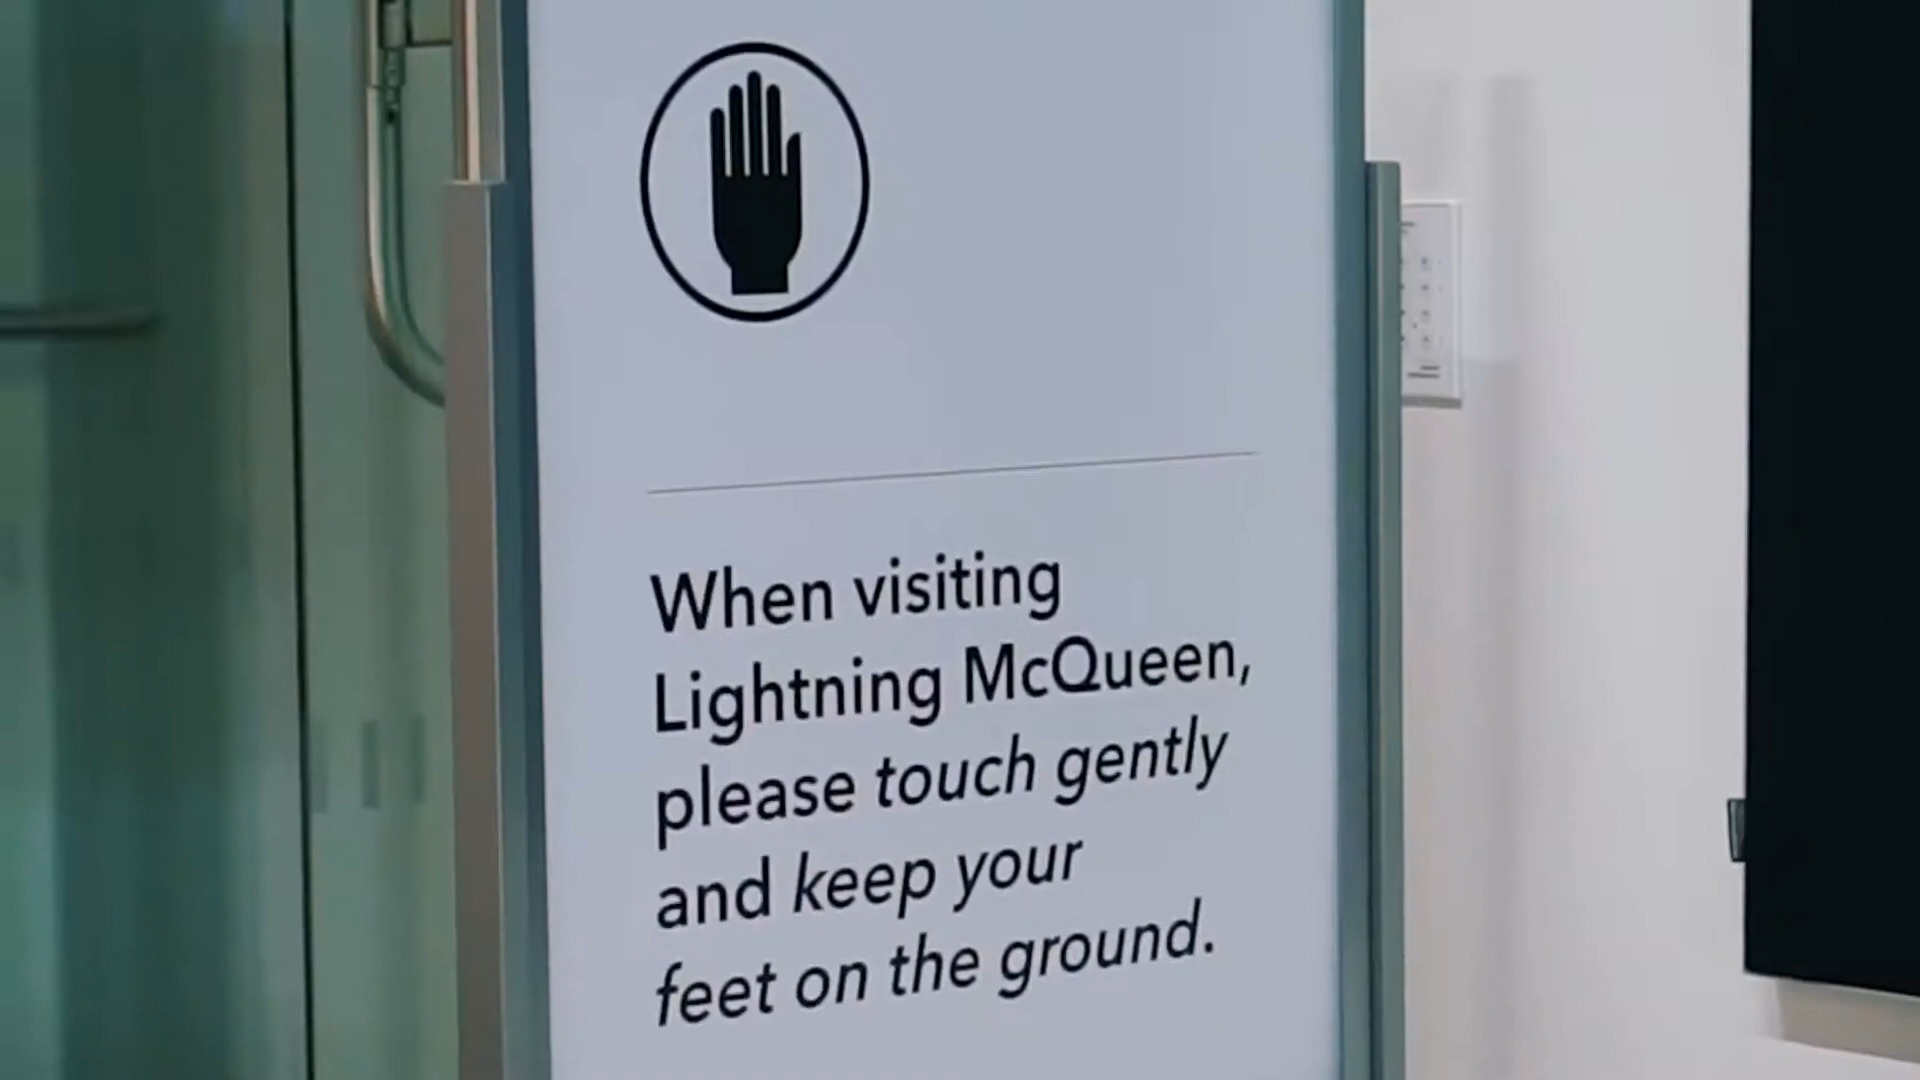 When visiting
Lightning McQueen,
please touch gently
and keep your
feet on the ground.